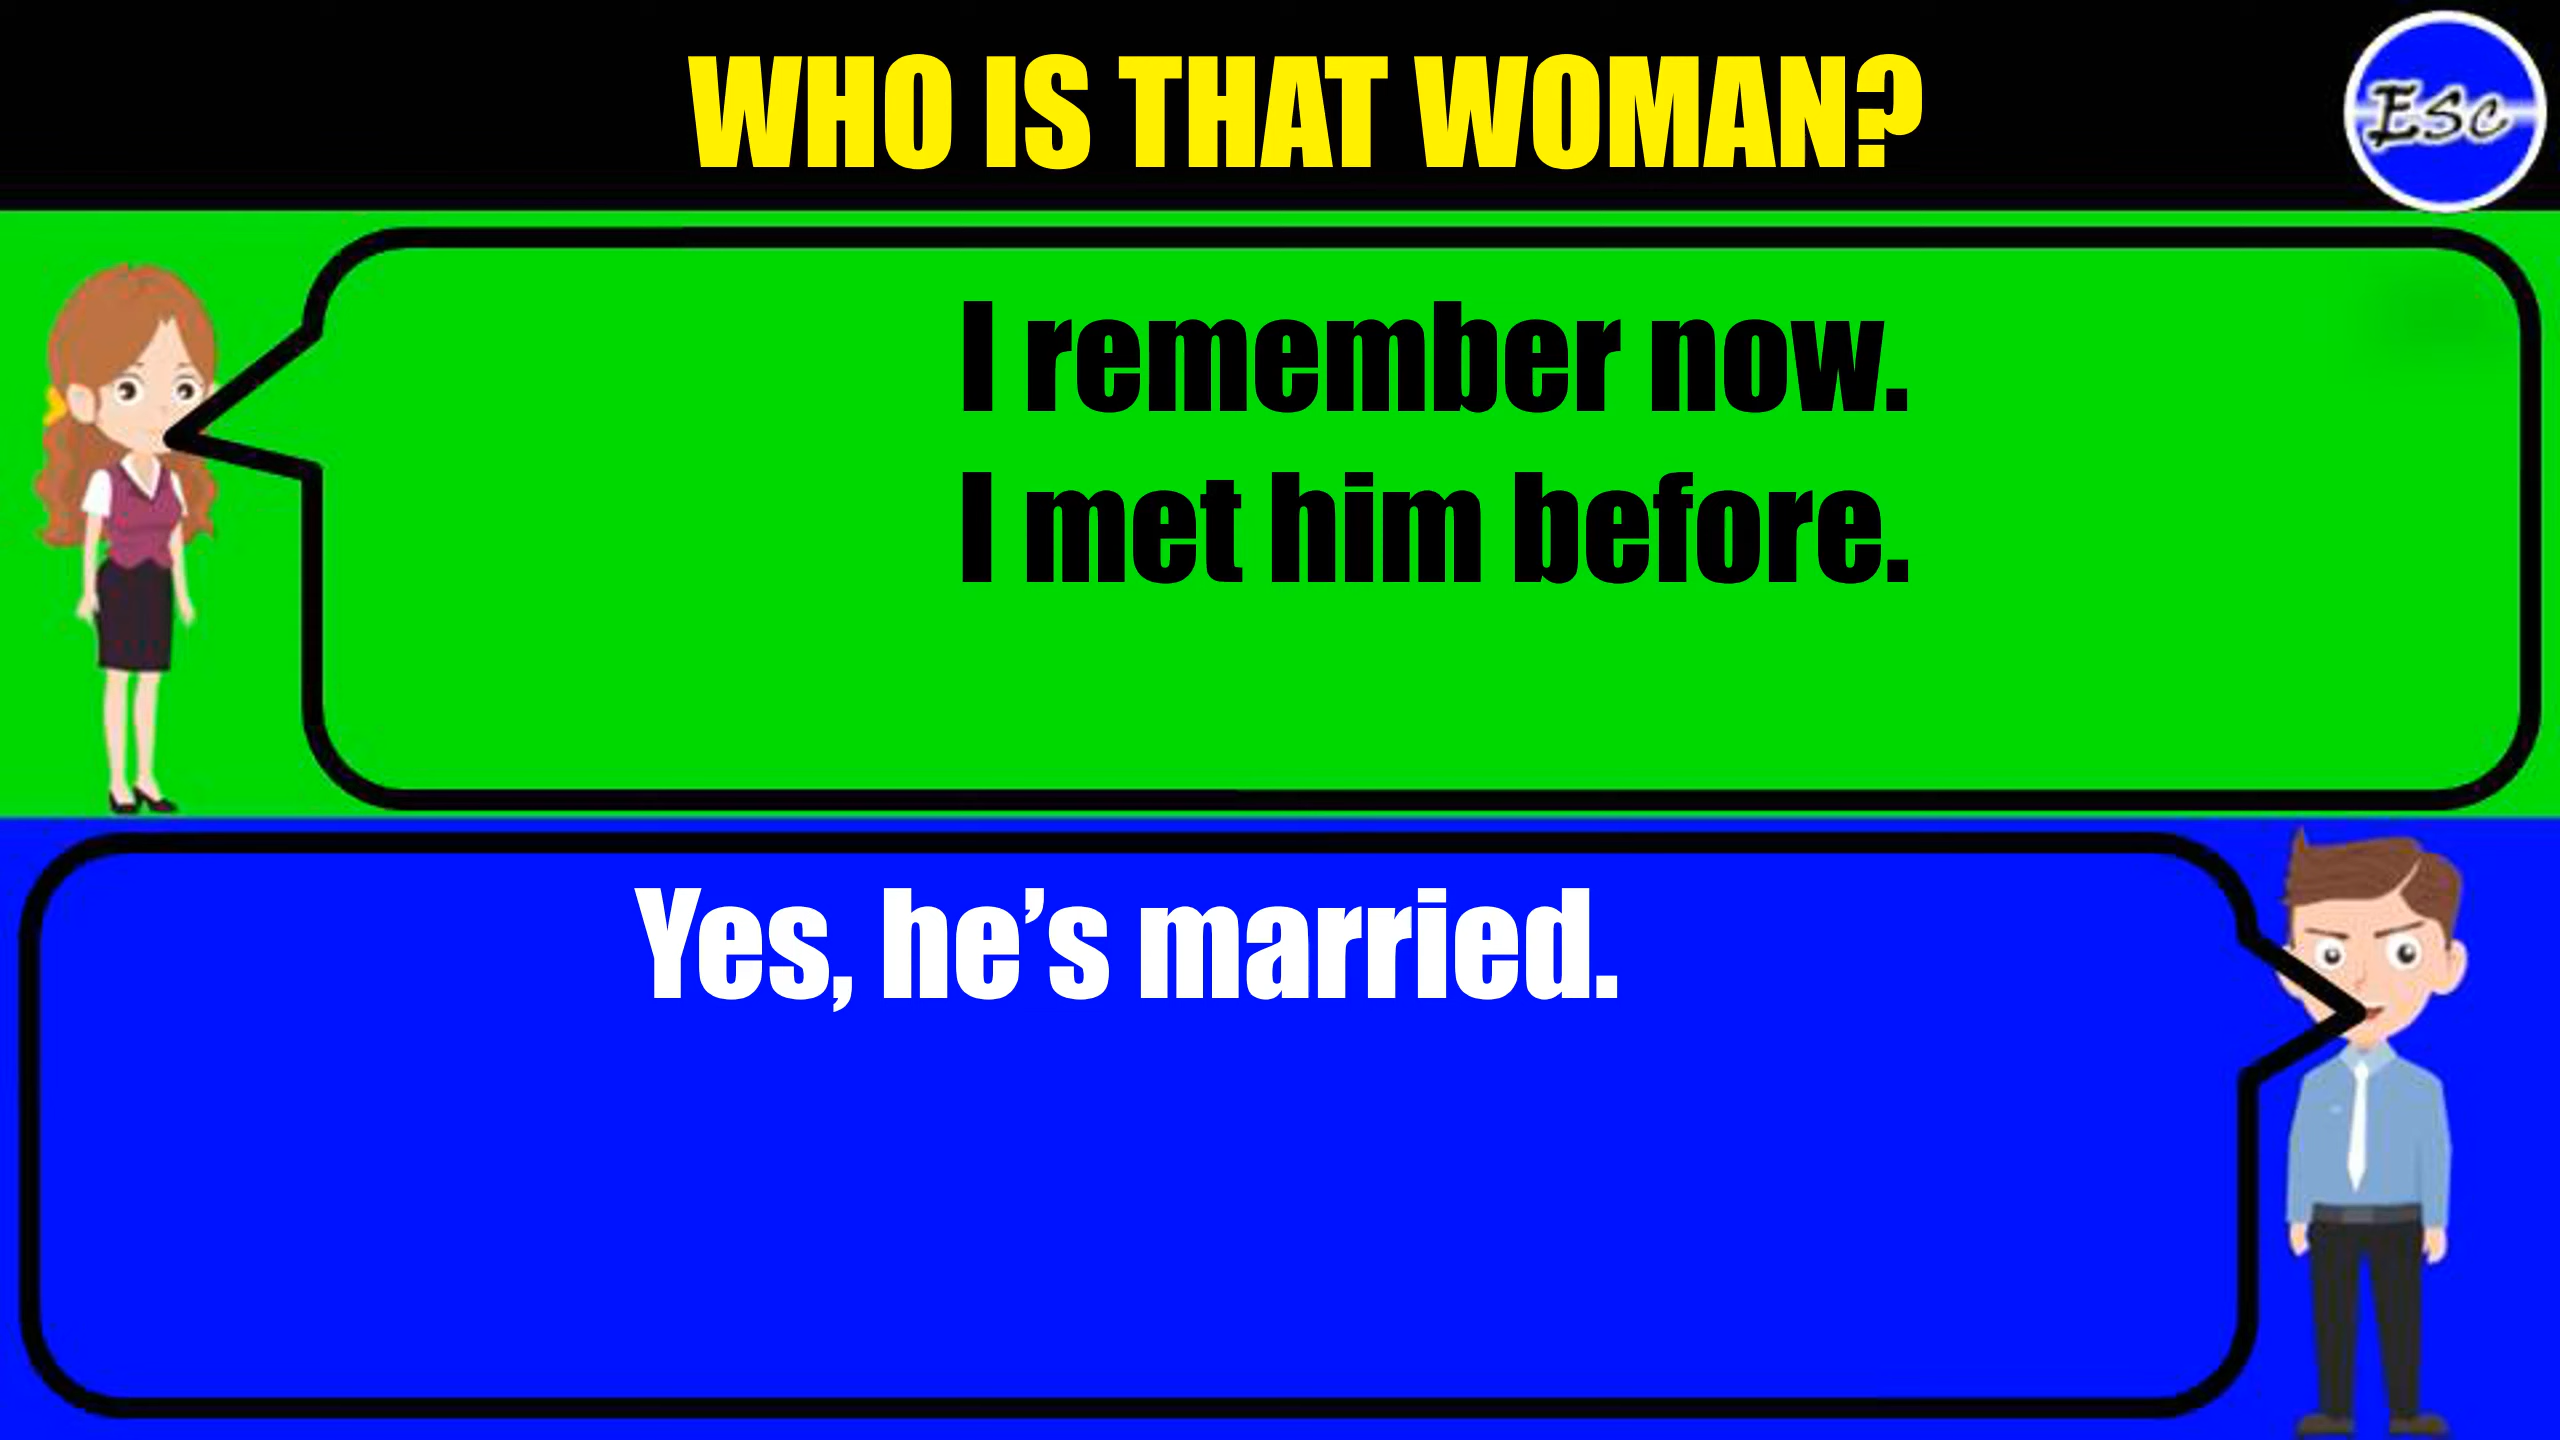 WHO IS THAT WOMAN?
Esc
I remember now.
I met him before.
Yes, he’s married.